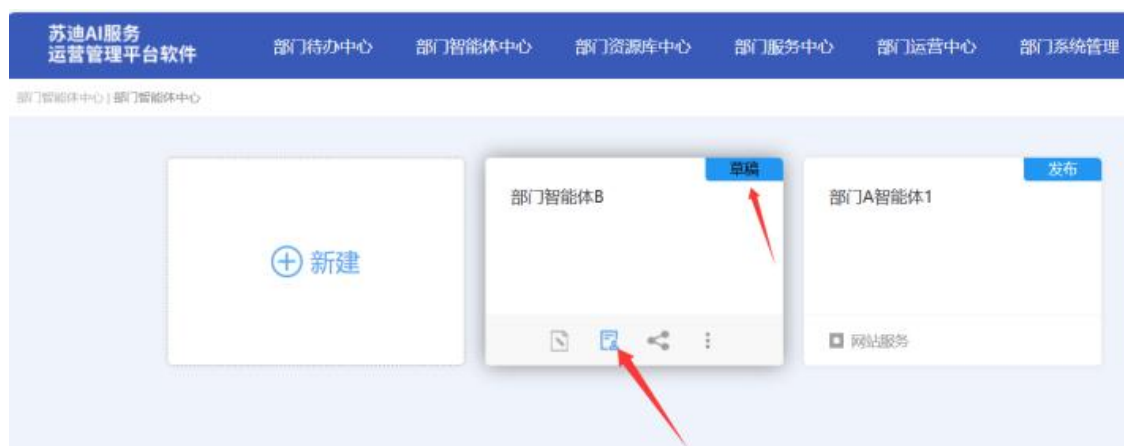 苏迪AI服务
运营管理平台软件
部门待办中心 部门智能体中心 部门资源库中心 部门服务中心 部门运营中心 部门系统管理
部门智能体中心 | 部门智能体中心
草稿
发布
部门智能体B
部门A智能体1
新建
网站服务